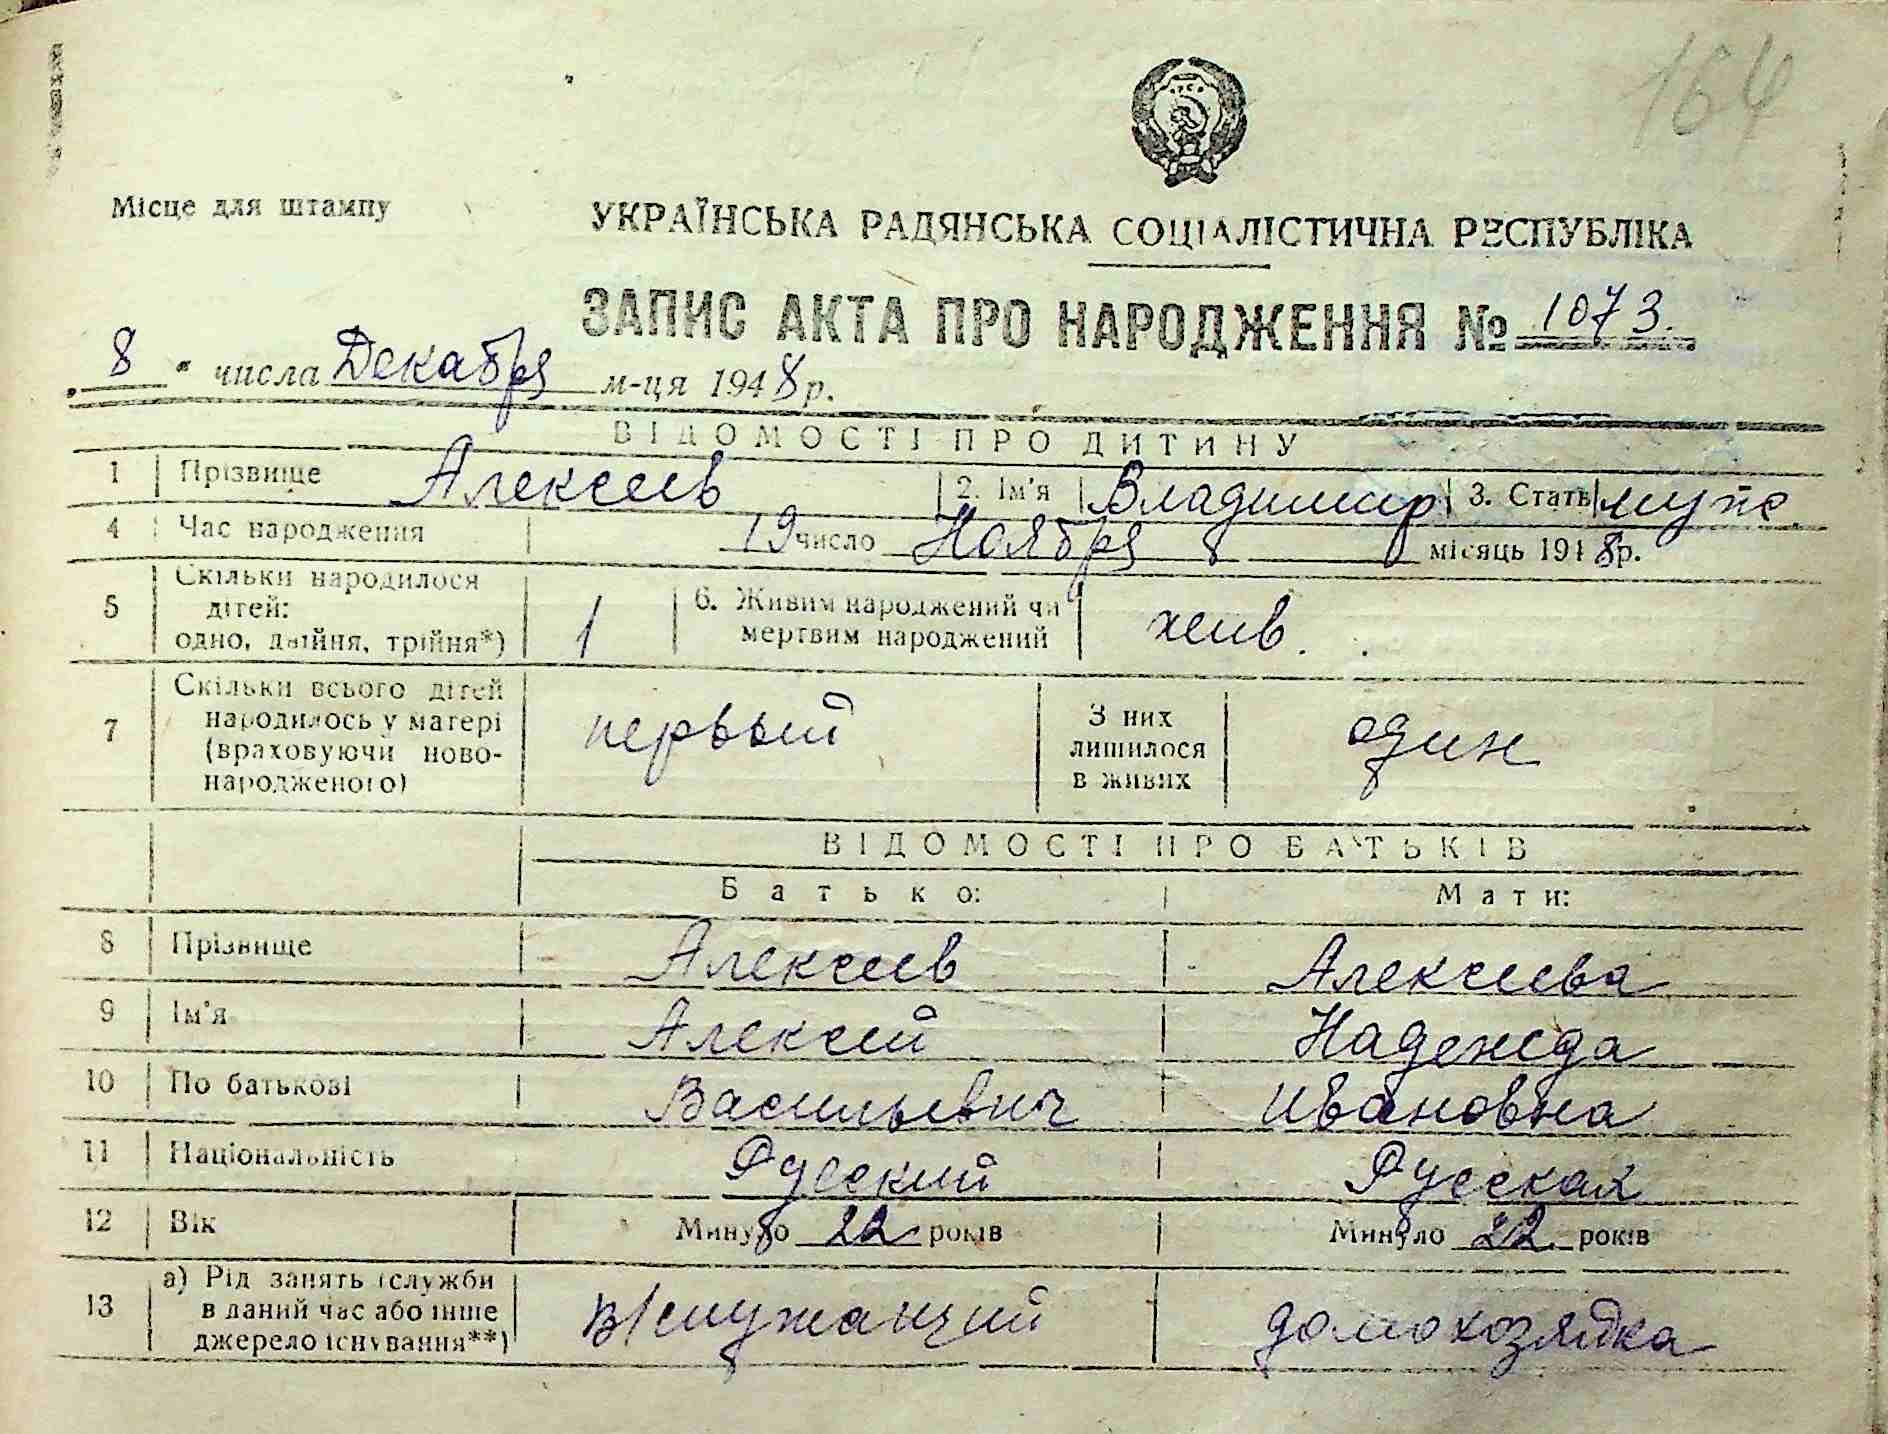 164
Місце для штампу
УКРАЇНСЬКА РАДЯНСЬКА СОЦІАЛІСТИЧНА РЕСПУБЛІКА
ЗАПИС АКТА ПРО НАРОДЖЕННЯ № 1073.
„ 8 " числа Декабря м-ця 1948 р.
ВІДОМОСТІ ПРО ДИТИНУ
1 Прізвище Алексеев 2. Ім'я Владимир 3. Стать муж.
4 Час народження 19 число Ноября місяць 1948 р.
5 Скільки народилося
дітей:
одно, двійня, трійня*) 1 6. Живим народжений чи
мертвим народжений жив.
7 Скільки всього дітей
народилось у матері
(враховуючи ново-
народженого) первый З них
лишилося
в живих один
ВІДОМОСТІ ПРО БАТЬКІВ
Батько: Мати:
8 Прізвище Алексеев Алексеева
9 Ім'я Алексей Надежда
10 По батькові Васильевич Ивановна
11 Національність Русский Русская
12 Вік Минуло 22 років Минуло 22 років
13 а) Рід занять (служби
в даний час або інше
джерело існування**) в/служащий домохозяйка